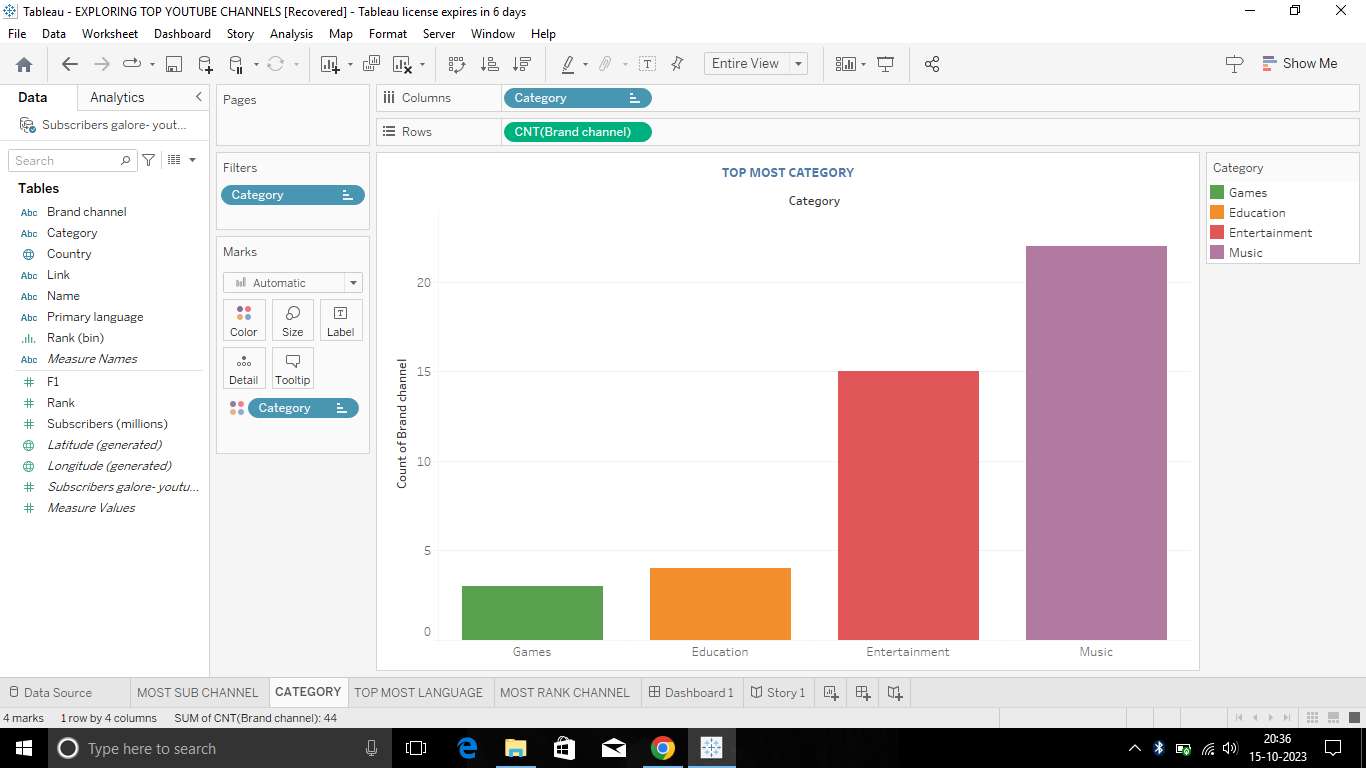 Tableau - EXPLORING TOP YOUTUBE CHANNELS [Recovered] - Tableau license expires in 6 days
File Data Worksheet Dashboard Story Analysis Map Format Server Window Help
Entire View
Show Me
Data Analytics
Subscribers galore- yout...
Search
Tables
Abc Brand channel
Abc Category
Country
Abc Link
Abc Name
Abc Primary language
Rank (bin)
Abc Measure Names
F1
Rank
Subscribers (millions)
Latitude (generated)
Longitude (generated)
Subscribers galore- youtu...
Measure Values
Pages
Filters
Category
Marks
Automatic
Color Size Label
Detail Tooltip
Category
Columns Category
Rows CNT(Brand channel)
TOP MOST CATEGORY
Category
Count of Brand channel
20
15
10
5
0
Games Education Entertainment Music
Category
Games
Education
Entertainment
Music
Data Source MOST SUB CHANNEL CATEGORY TOP MOST LANGUAGE MOST RANK CHANNEL Dashboard 1 Story 1
4 marks 1 row by 4 columns SUM of CNT(Brand channel): 44
Type here to search
20:36
15-10-2023